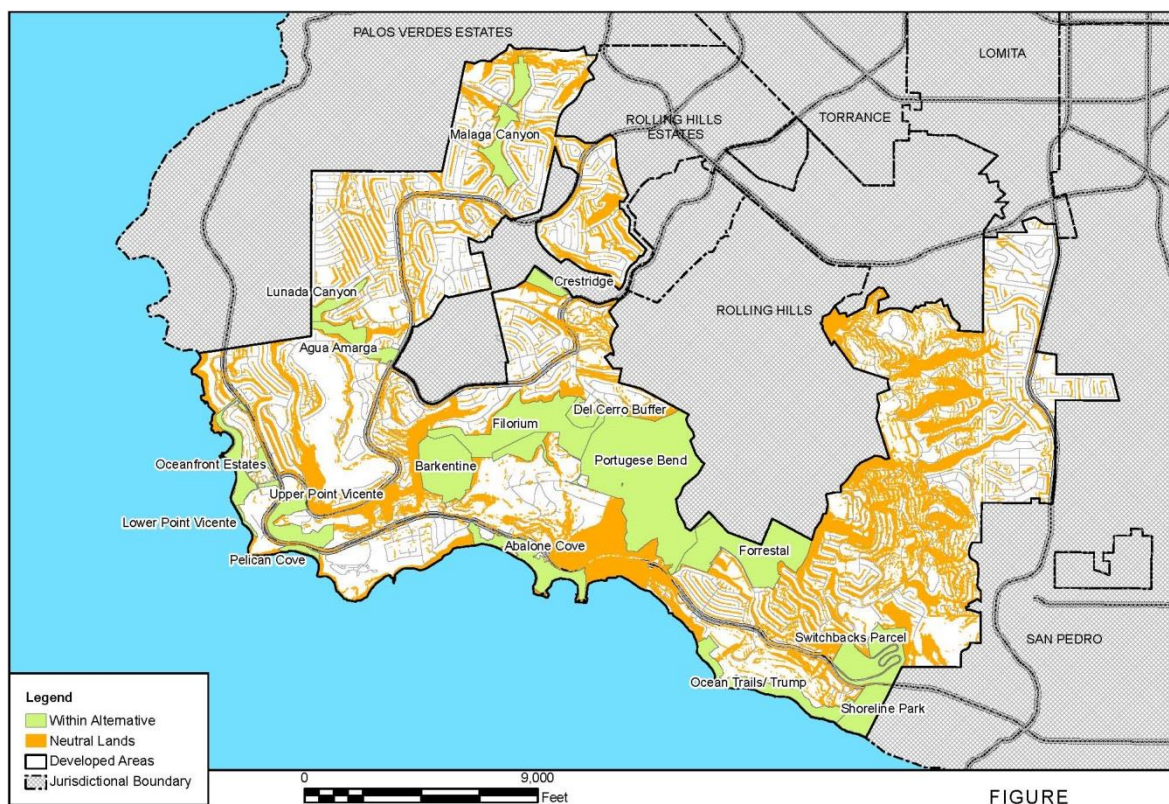 PALOS VERDES ESTATES
LOMITA
Malaga Canyon
ROLLING HILLS
ESTATES
TORRANCE
Crestridge
Lunada Canyon
ROLLING HILLS
Agua Amarga
Del Cerro Buffer
Filorium
Portugese Bend
Barkentine
Oceanfront Estates
Upper Point Vicente
Lower Point Vicente
Abalone Cove
Forrestal
Pelican Cove
Switchbacks Parcel
SAN PEDRO
Ocean Trails/ Trump
Shoreline Park
Legend
Within Alternative
Neutral Lands
Developed Areas
Jurisdictional Boundary
0 9,000
Feet
FIGURE